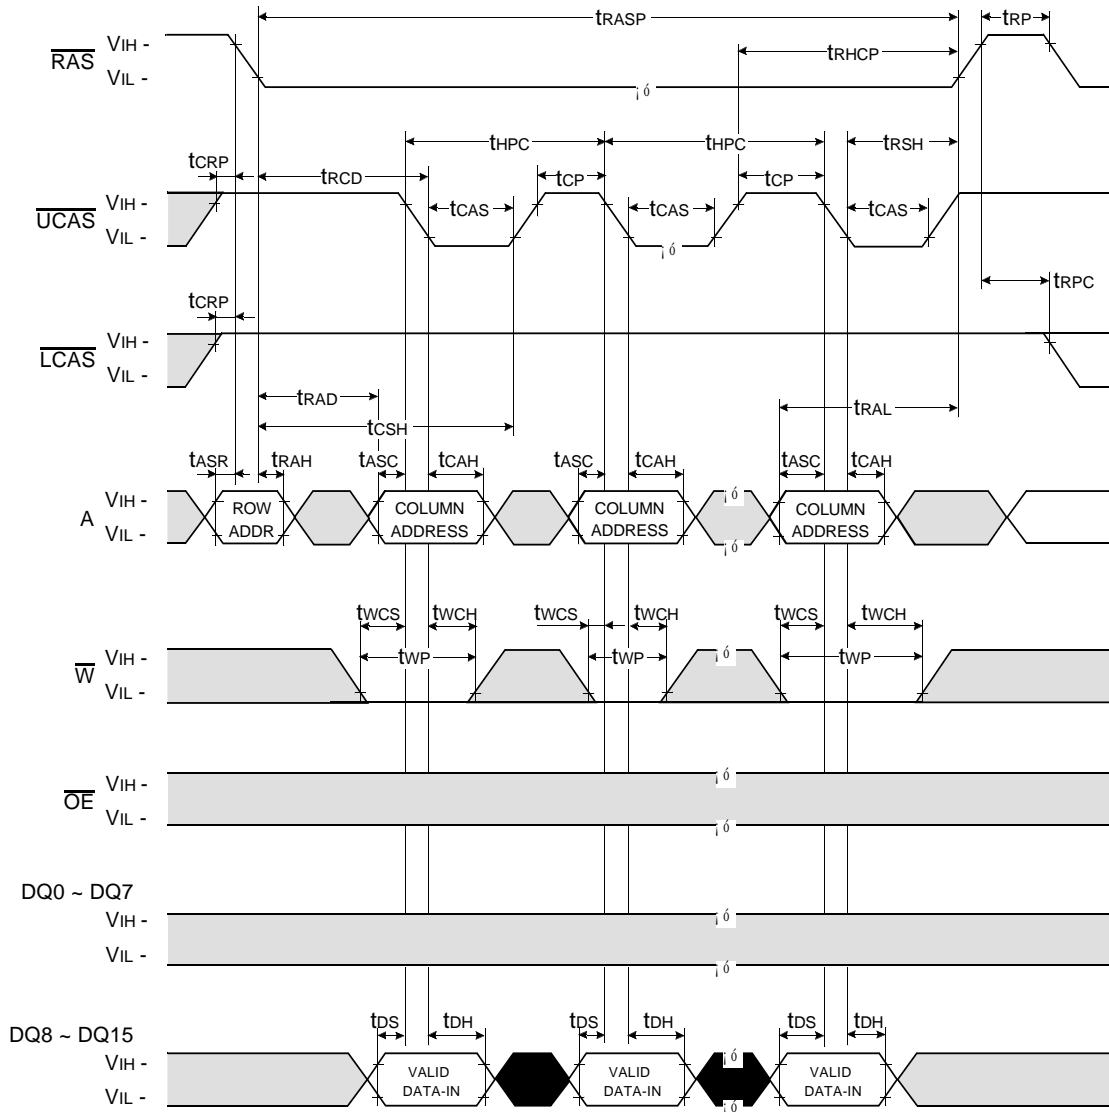 tRASP
tRP
RAS
VIH -
VIL -
tRHCP
¡ó
tHPC
tHPC
tRSH
tCRP
tRCD
tCP
tCP
UCAS
VIH -
VIL -
tCAS
tCAS
tCAS
¡ó
tRPC
tCRP
LCAS
VIH -
VIL -
tRAD
tCSH
tRAL
tASR
tRAH
tASC
tCAH
tASC
tCAH
tASC
tCAH
A
VIH -
VIL -
ROW
ADDR
COLUMN
ADDRESS
COLUMN
ADDRESS
COLUMN
ADDRESS
¡ó
¡ó
tWCS
tWCH
tWCS
tWCH
tWCS
tWCH
W
VIH -
VIL -
tWP
tWP
tWP
¡ó
OE
VIH -
VIL -
¡ó
¡ó
DQ0 ~ DQ7
VIH -
VIL -
¡ó
¡ó
DQ8 ~ DQ15
tDS
tDH
tDS
tDH
tDS
tDH
VIH -
VIL -
VALID
DATA-IN
VALID
DATA-IN
VALID
DATA-IN
¡ó
¡ó